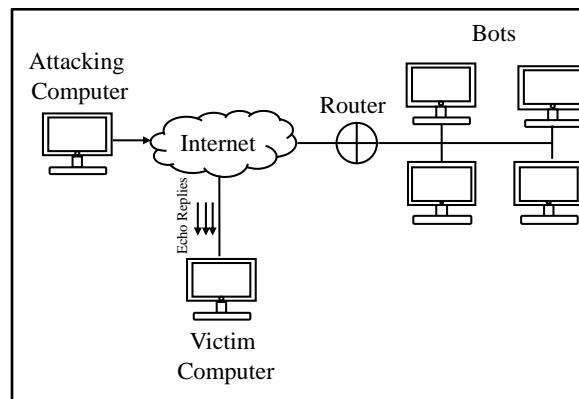 Bots
Attacking
Computer
Router
Internet
Echo Replies
Victim
Computer